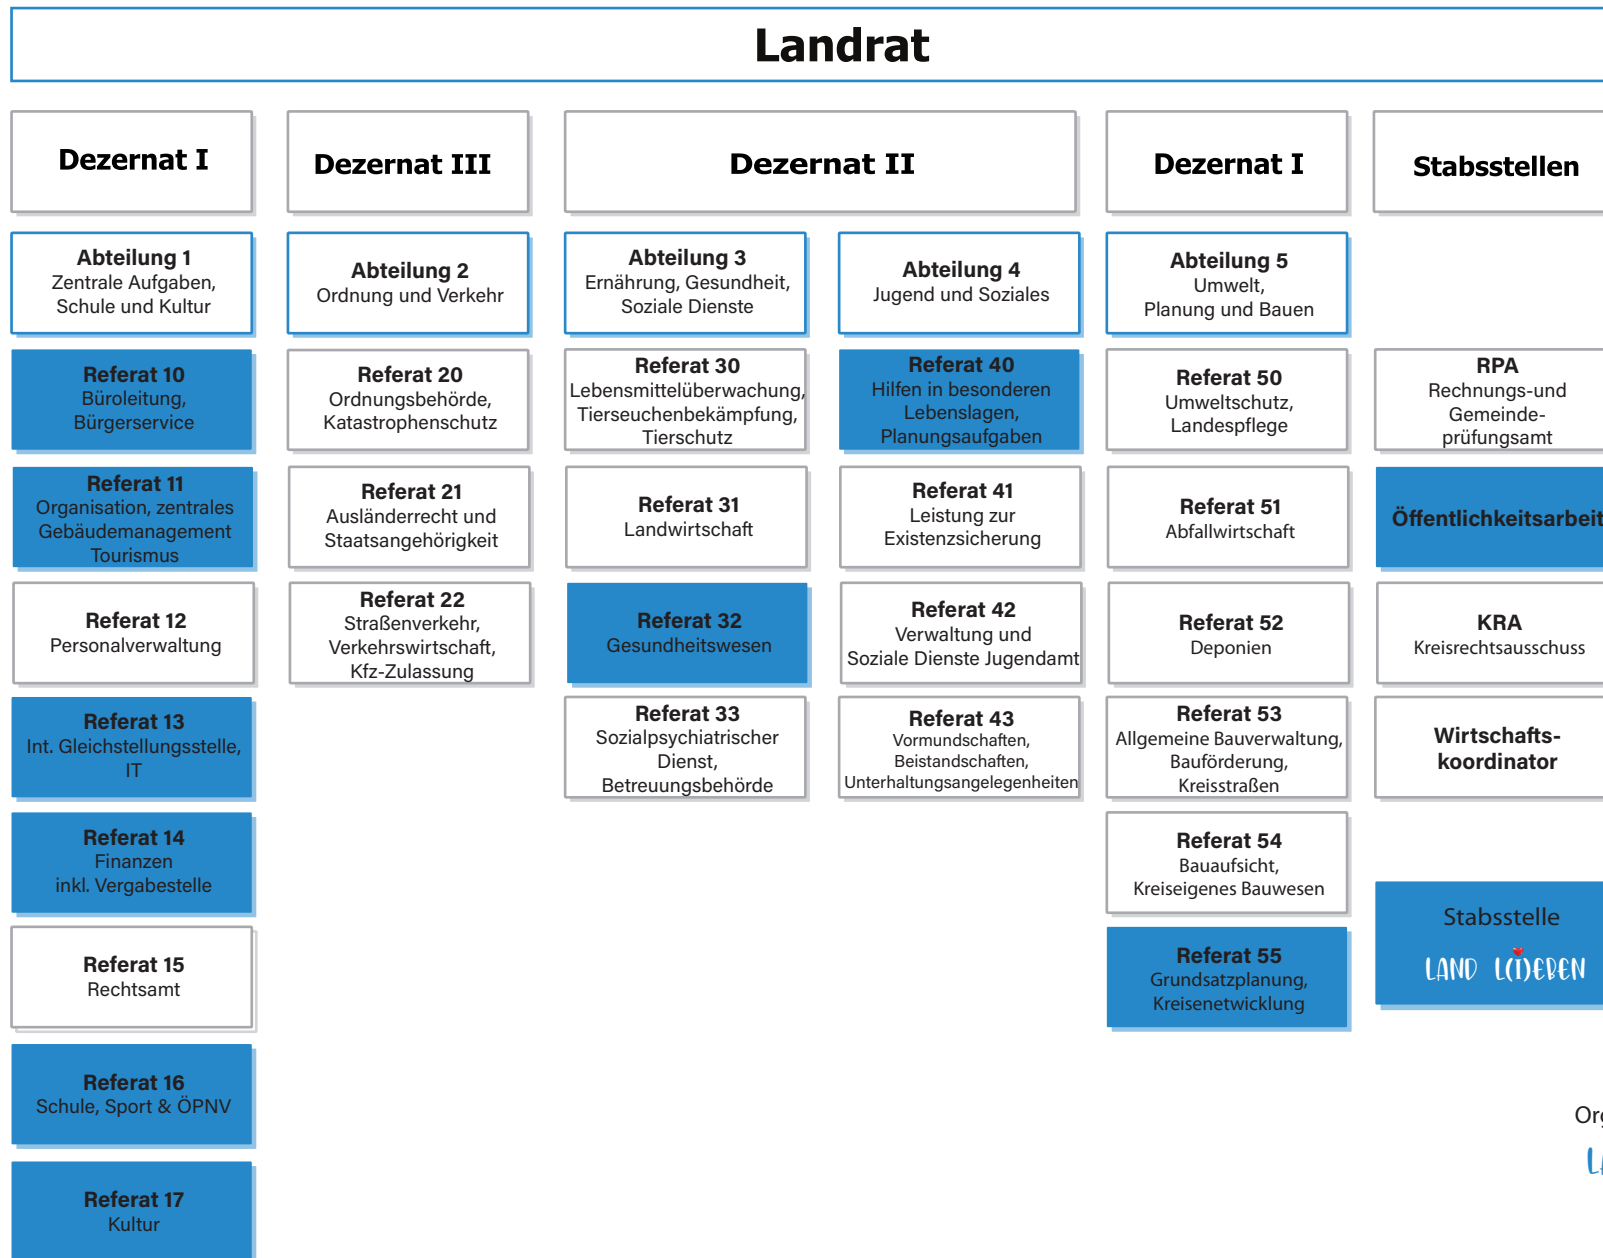 Landrat
Dezernat I
Dezernat III
Dezernat II
Dezernat I
Stabsstellen
Abteilung 1
Zentrale Aufgaben,
Schule und Kultur
Abteilung 2
Ordnung und Verkehr
Abteilung 3
Ernährung, Gesundheit,
Soziale Dienste
Abteilung 4
Jugend und Soziales
Abteilung 5
Umwelt,
Planung und Bauen
Referat 10
Büroleitung,
Bürgerservice
Referat 20
Ordnungsbehörde,
Katastrophenschutz
Referat 30
Lebensmittelüberwachung,
Tierseuchenbekämpfung,
Tierschutz
Referat 40
Hilfen in besonderen
Lebenslagen,
Planungsaufgaben
Referat 50
Umweltschutz,
Landespflege
RPA
Rechnungs-und
Gemeinde-
prüfungsamt
Referat 11
Organisation, zentrales
Gebäudemanagement
Tourismus
Referat 21
Ausländerrecht und
Staatsangehörigkeit
Referat 31
Landwirtschaft
Referat 41
Leistung zur
Existenzsicherung
Referat 51
Abfallwirtschaft
Öffentlichkeitsarbeit
Referat 12
Personalverwaltung
Referat 22
Straßenverkehr,
Verkehrswirtschaft,
Kfz-Zulassung
Referat 32
Gesundheitswesen
Referat 42
Verwaltung und
Soziale Dienste Jugendamt
Referat 52
Deponien
KRA
Kreisrechtsausschuss
Referat 13
Int. Gleichstellungsstelle,
IT
Referat 33
Sozialpsychiatrischer
Dienst,
Betreuungsbehörde
Referat 43
Vormundschaften,
Beistandschaften,
Unterhaltungsangelegenheiten
Referat 53
Allgemeine Bauverwaltung,
Bauförderung,
Kreisstraßen
Wirtschafts-
koordinator
Referat 14
Finanzen
inkl. Vergabestelle
Referat 54
Bauaufsicht,
Kreiseigenes Bauwesen
Stabsstelle
LAND L(I)EBEN
Referat 15
Rechtsamt
Referat 55
Grundsatzplanung,
Kreisenetwicklung
Referat 16
Schule, Sport & ÖPNV
Referat 17
Kultur